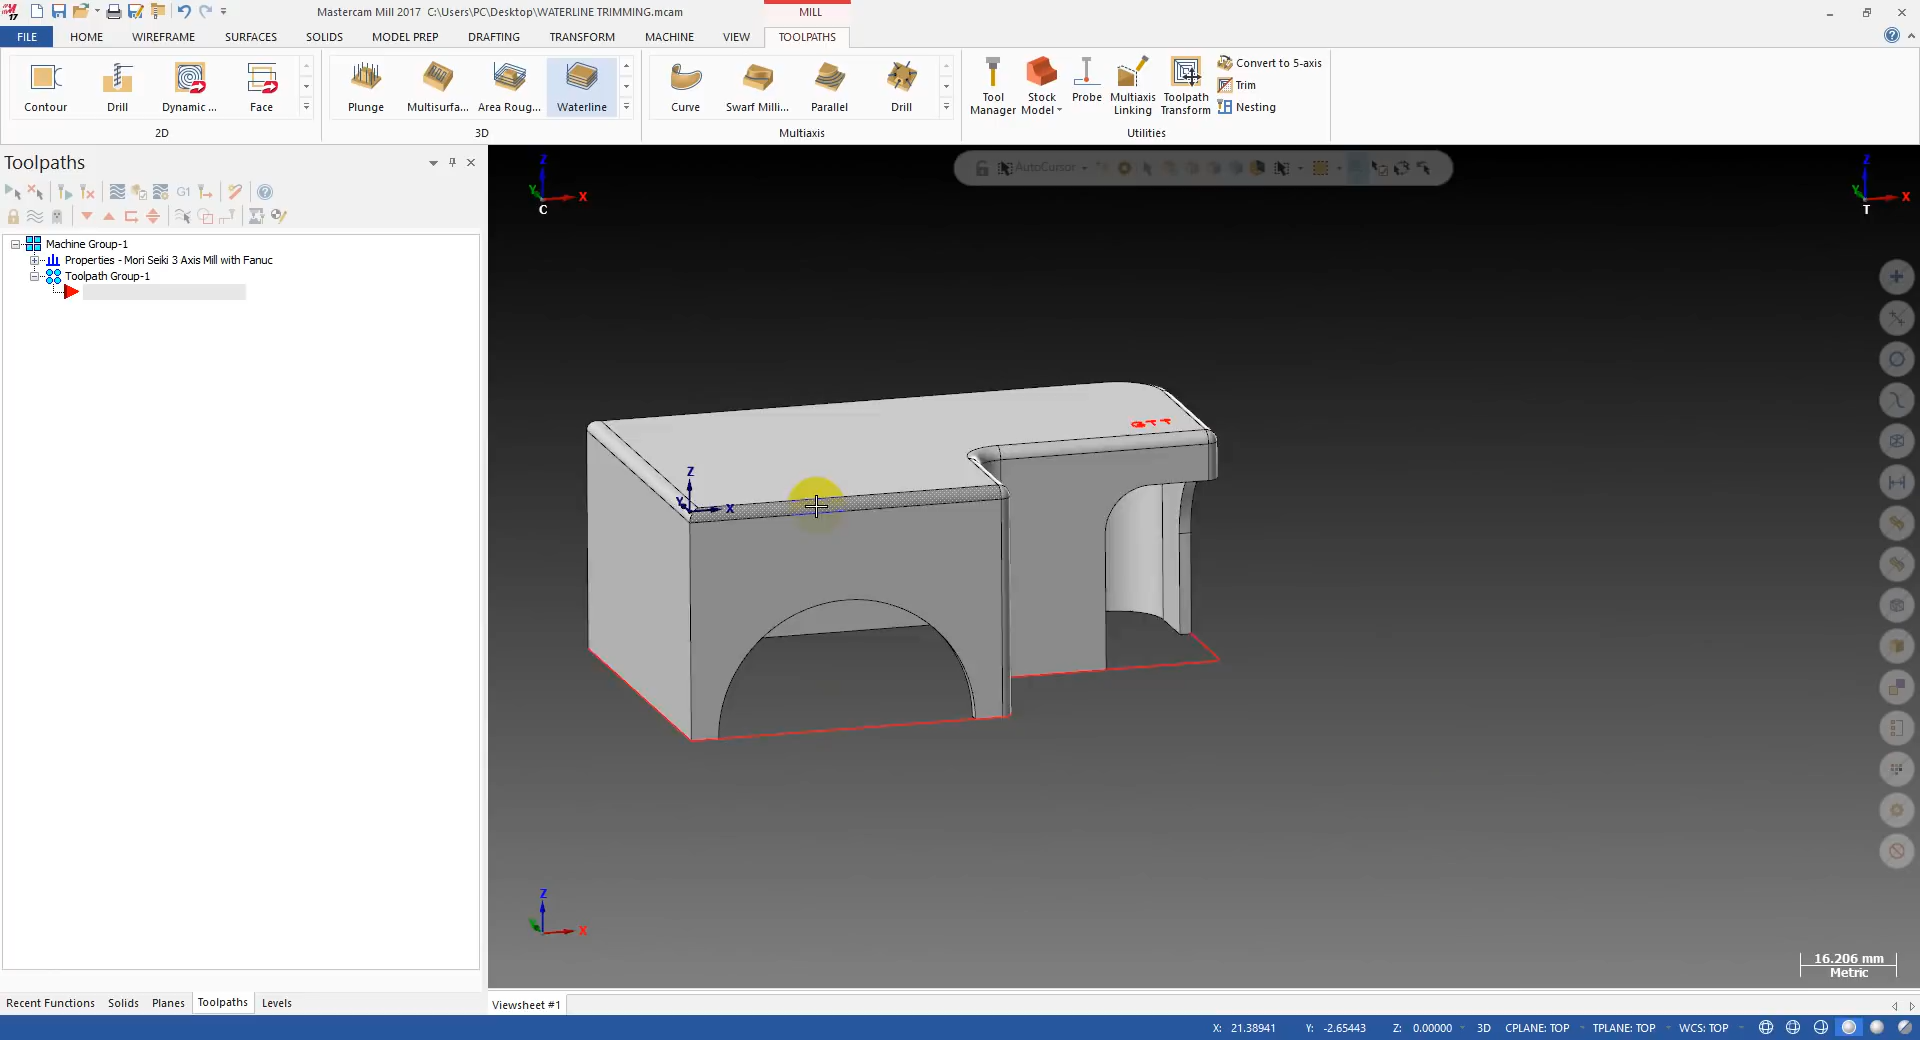 Mastercam Mill 2017 C:\Users\PC\Desktop\WATERLINE TRIMMING.mcam
MILL
FILE HOME WIREFRAME SURFACES SOLIDS MODEL PREP DRAFTING TRANSFORM MACHINE VIEW TOOLPATHS
Contour Drill Dynamic ... Face
Plunge Multisurfa... Area Roug... Waterline
Curve Swarf Milli... Parallel Drill
Tool Manager
Stock Model
Probe
Multiaxis Linking
Toolpath Transform
Convert to 5-axis
Trim
Nesting
2D 3D Multiaxis Utilities
Toolpaths
G1
AutoCursor
Machine Group-1
Properties - Mori Seiki 3 Axis Mill with Fanuc
Toolpath Group-1
Z
Y
X
C
Z
Y
X
T
GTT
Z
Y
X
Z
X
16.206 mm
Metric
Recent Functions Solids Planes Toolpaths Levels
Viewsheet #1
X: 21.38941 Y: -2.65443 Z: 0.00000 3D CPLANE: TOP TPLANE: TOP WCS: TOP